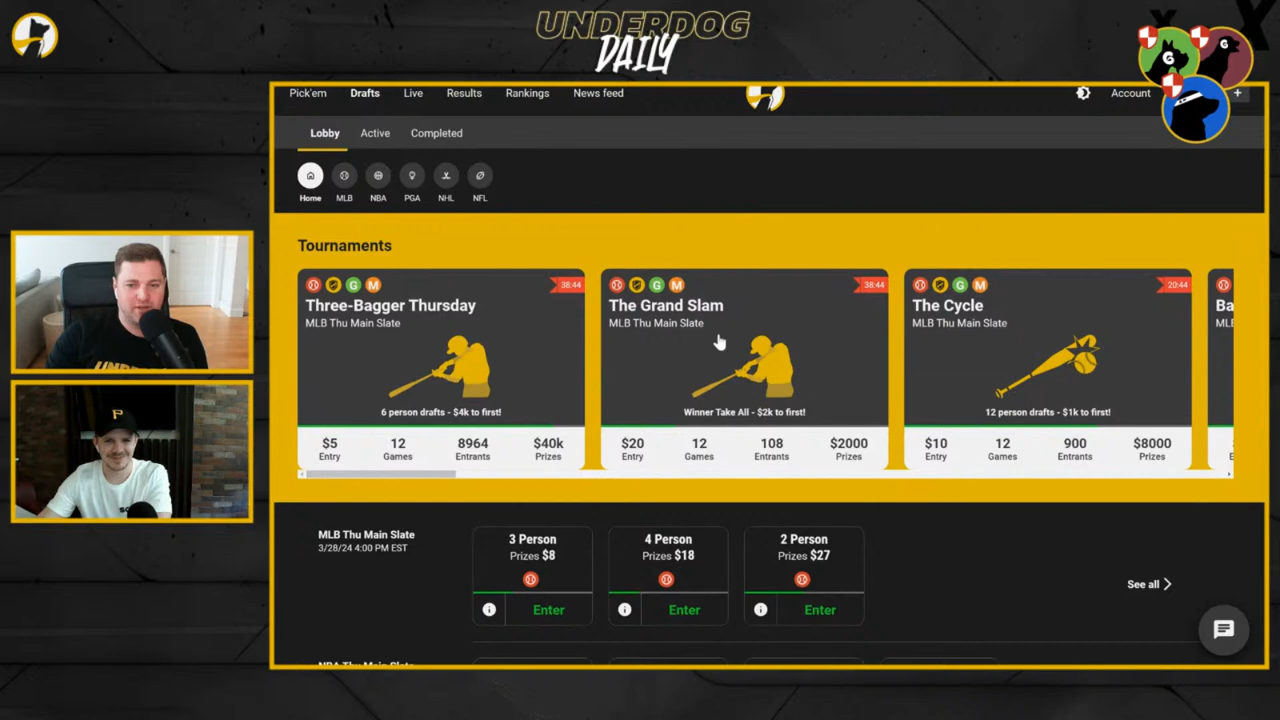 UNDERDOG
DAILY
G
G
Pick'em Drafts Live Results Rankings News feed Account +
Lobby Active Completed
Home MLB NBA PGA NHL NFL
Tournaments
G M 38:44
Three-Bagger Thursday
MLB Thu Main Slate
6 person drafts - $4k to first!
$5 12 8964 $40k
Entry Games Entrants Prizes
G M 38:44
The Grand Slam
MLB Thu Main Slate
Winner Take All - $2k to first!
$20 12 108 $2000
Entry Games Entrants Prizes
G M 20:44
The Cycle
MLB Thu Main Slate
12 person drafts - $1k to first!
$10 12 900 $8000
Entry Games Entrants Prizes
Ba
P
MLB Thu Main Slate
3/28/24 4:00 PM EST
3 Person
Prizes $8
Enter
4 Person
Prizes $18
Enter
2 Person
Prizes $27
Enter
See all
NBA Thu Main Slate